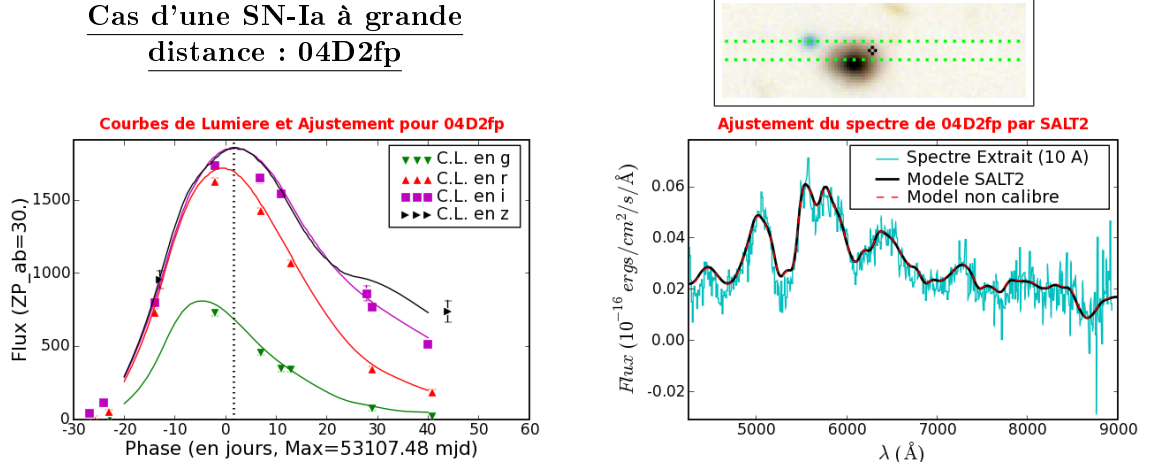 Cas d'une SN-Ia à grande
distance : 04D2fp
Courbes de Lumiere et Ajustement pour 04D2fp
C.L. en g
C.L. en r
C.L. en i
C.L. en z
Flux (ZP_ab=30.)
1500
1000
500
0
-30 -20 -10 0 10 20 30 40 50 60
Phase (en jours, Max=53107.48 mjd)
Ajustement du spectre de 04D2fp par SALT2
Spectre Extrait (10 A)
Modele SALT2
Model non calibre
Flux (10^{-16} ergs/cm^2/s/Å)
0.06
0.04
0.02
0.00
-0.02
5000 6000 7000 8000 9000
λ (Å)